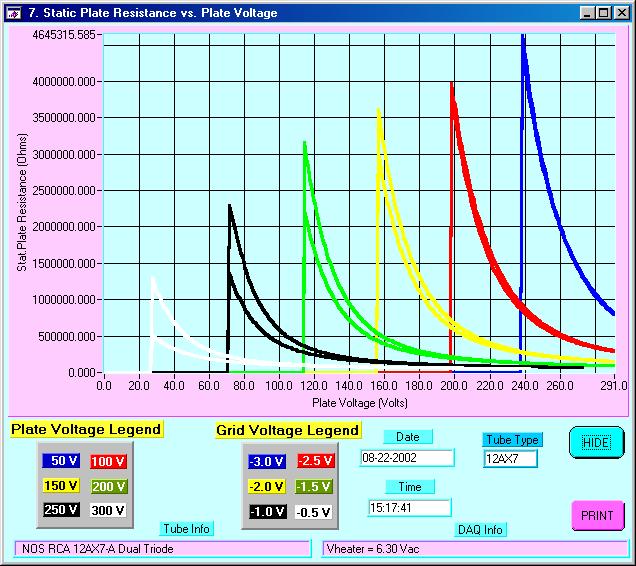 7. Static Plate Resistance vs. Plate Voltage
4645315.585
4000000.000
3500000.000
3000000.000
2500000.000
2000000.000
1500000.000
1000000.000
500000.000
0.000
Stat.Plate Resistance (Ohms)
0.0 20.0 40.0 60.0 80.0 100.0 120.0 140.0 160.0 180.0 200.0 220.0 240.0 260.0 291.0
Plate Voltage (Volts)
Plate Voltage Legend
50 V 100 V
150 V 200 V
250 V 300 V
Grid Voltage Legend
-3.0 V -2.5 V
-2.0 V -1.5 V
-1.0 V -0.5 V
Date
08-22-2002
Time
15:17:41
Tube Type
12AX7
HIDE
PRINT
Tube Info
NOS RCA 12AX7-A Dual Triode
DAQ Info
Vheater = 6.30 Vac